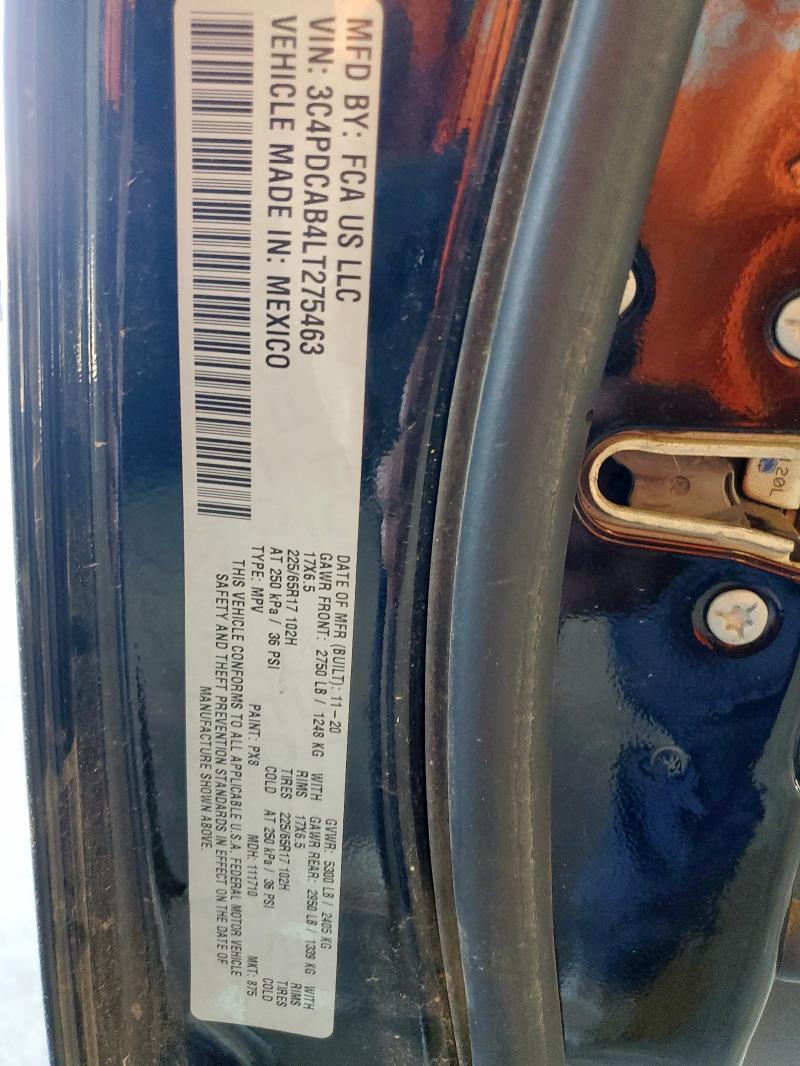 MFD BY: FCA US LLC
VIN: 3C4PDCAB4LT275463
VEHICLE MADE IN: MEXICO
DATE OF MFR (BUILT): 11-20 GVWR: 5300 LB / 2405 KG
GAWR FRONT: 2750 LB / 1248 KG WITH GAWR REAR: 2950 LB / 1339 KG WITH
17X6.5 RIMS 17X6.5 RIMS
225/65R17 102H TIRES 225/65R17 102H TIRES
AT 250 kPa / 36 PSI COLD AT 250 kPa / 36 PSI COLD
TYPE: MPV PAINT: PX8 MDH: 111710 MKT: 875
THIS VEHICLE CONFORMS TO ALL APPLICABLE U.S.A. FEDERAL MOTOR VEHICLE
SAFETY AND THEFT PREVENTION STANDARDS IN EFFECT ON THE DATE OF
MANUFACTURE SHOWN ABOVE.
120L